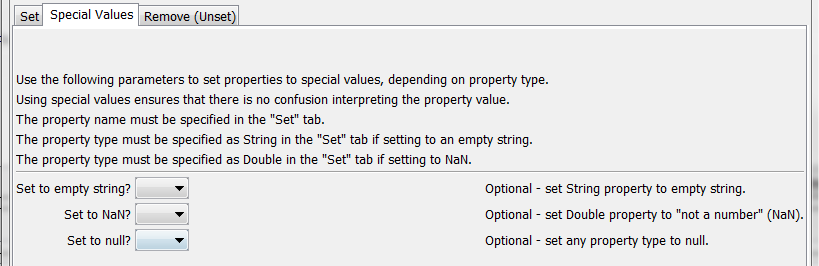 Set Special Values Remove (Unset)
Use the following parameters to set properties to special values, depending on property type.
Using special values ensures that there is no confusion interpreting the property value.
The property name must be specified in the "Set" tab.
The property type must be specified as String in the "Set" tab if setting to an empty string.
The property type must be specified as Double in the "Set" tab if setting to NaN.
Set to empty string? Optional - set String property to empty string.
Set to NaN? Optional - set Double property to "not a number" (NaN).
Set to null? Optional - set any property type to null.